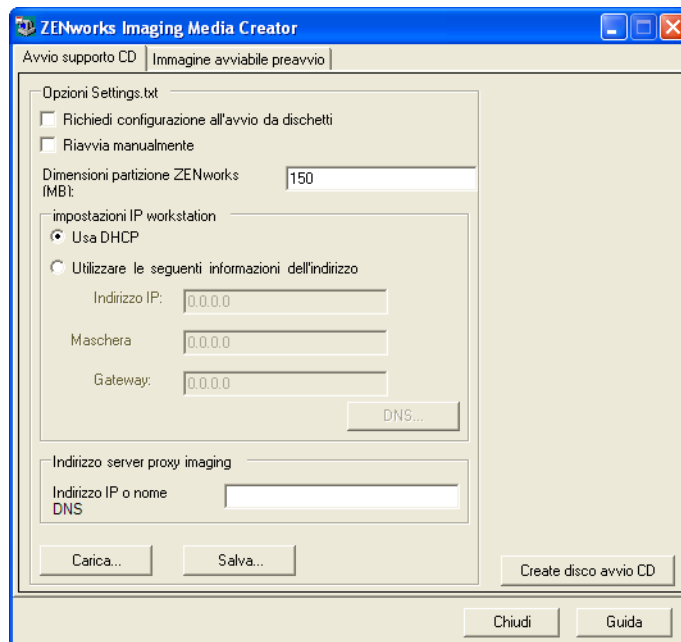 ZENworks Imaging Media Creator
Avvio supporto CD
Immagine avviabile preavvio
Opzioni Settings.txt
Richiedi configurazione all'avvio da dischetti
Riavvia manualmente
Dimensioni partizione ZENworks
(MB):
150
impostazioni IP workstation
Usa DHCP
Utilizzare le seguenti informazioni dell'indirizzo
Indirizzo IP:
0.0.0.0
Maschera
0.0.0.0
Gateway:
0.0.0.0
DNS...
Indirizzo server proxy imaging
Indirizzo IP o nome
DNS
Carica...
Salva...
Create disco avvio CD
Chiudi
Guida